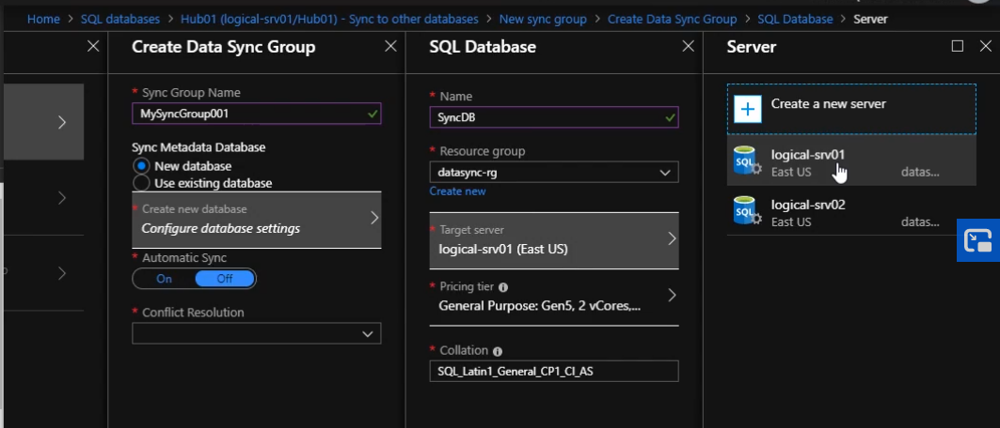 Home > SQL databases > Hub01 (logical-srv01/Hub01) - Sync to other databases > New sync group > Create Data Sync Group > SQL Database > Server
Create Data Sync Group
* Sync Group Name
MySyncGroup001
Sync Metadata Database
New database
Use existing database
* Create new database
Configure database settings
* Automatic Sync
On Off
* Conflict Resolution
SQL Database
* Name
SyncDB
* Resource group
datasync-rg
Create new
* Target server
logical-srv01 (East US)
* Pricing tier
General Purpose: Gen5, 2 vCores,...
* Collation
SQL_Latin1_General_CP1_CI_AS
Server
Create a new server
SQL
logical-srv01
East US datas...
SQL
logical-srv02
East US datas...